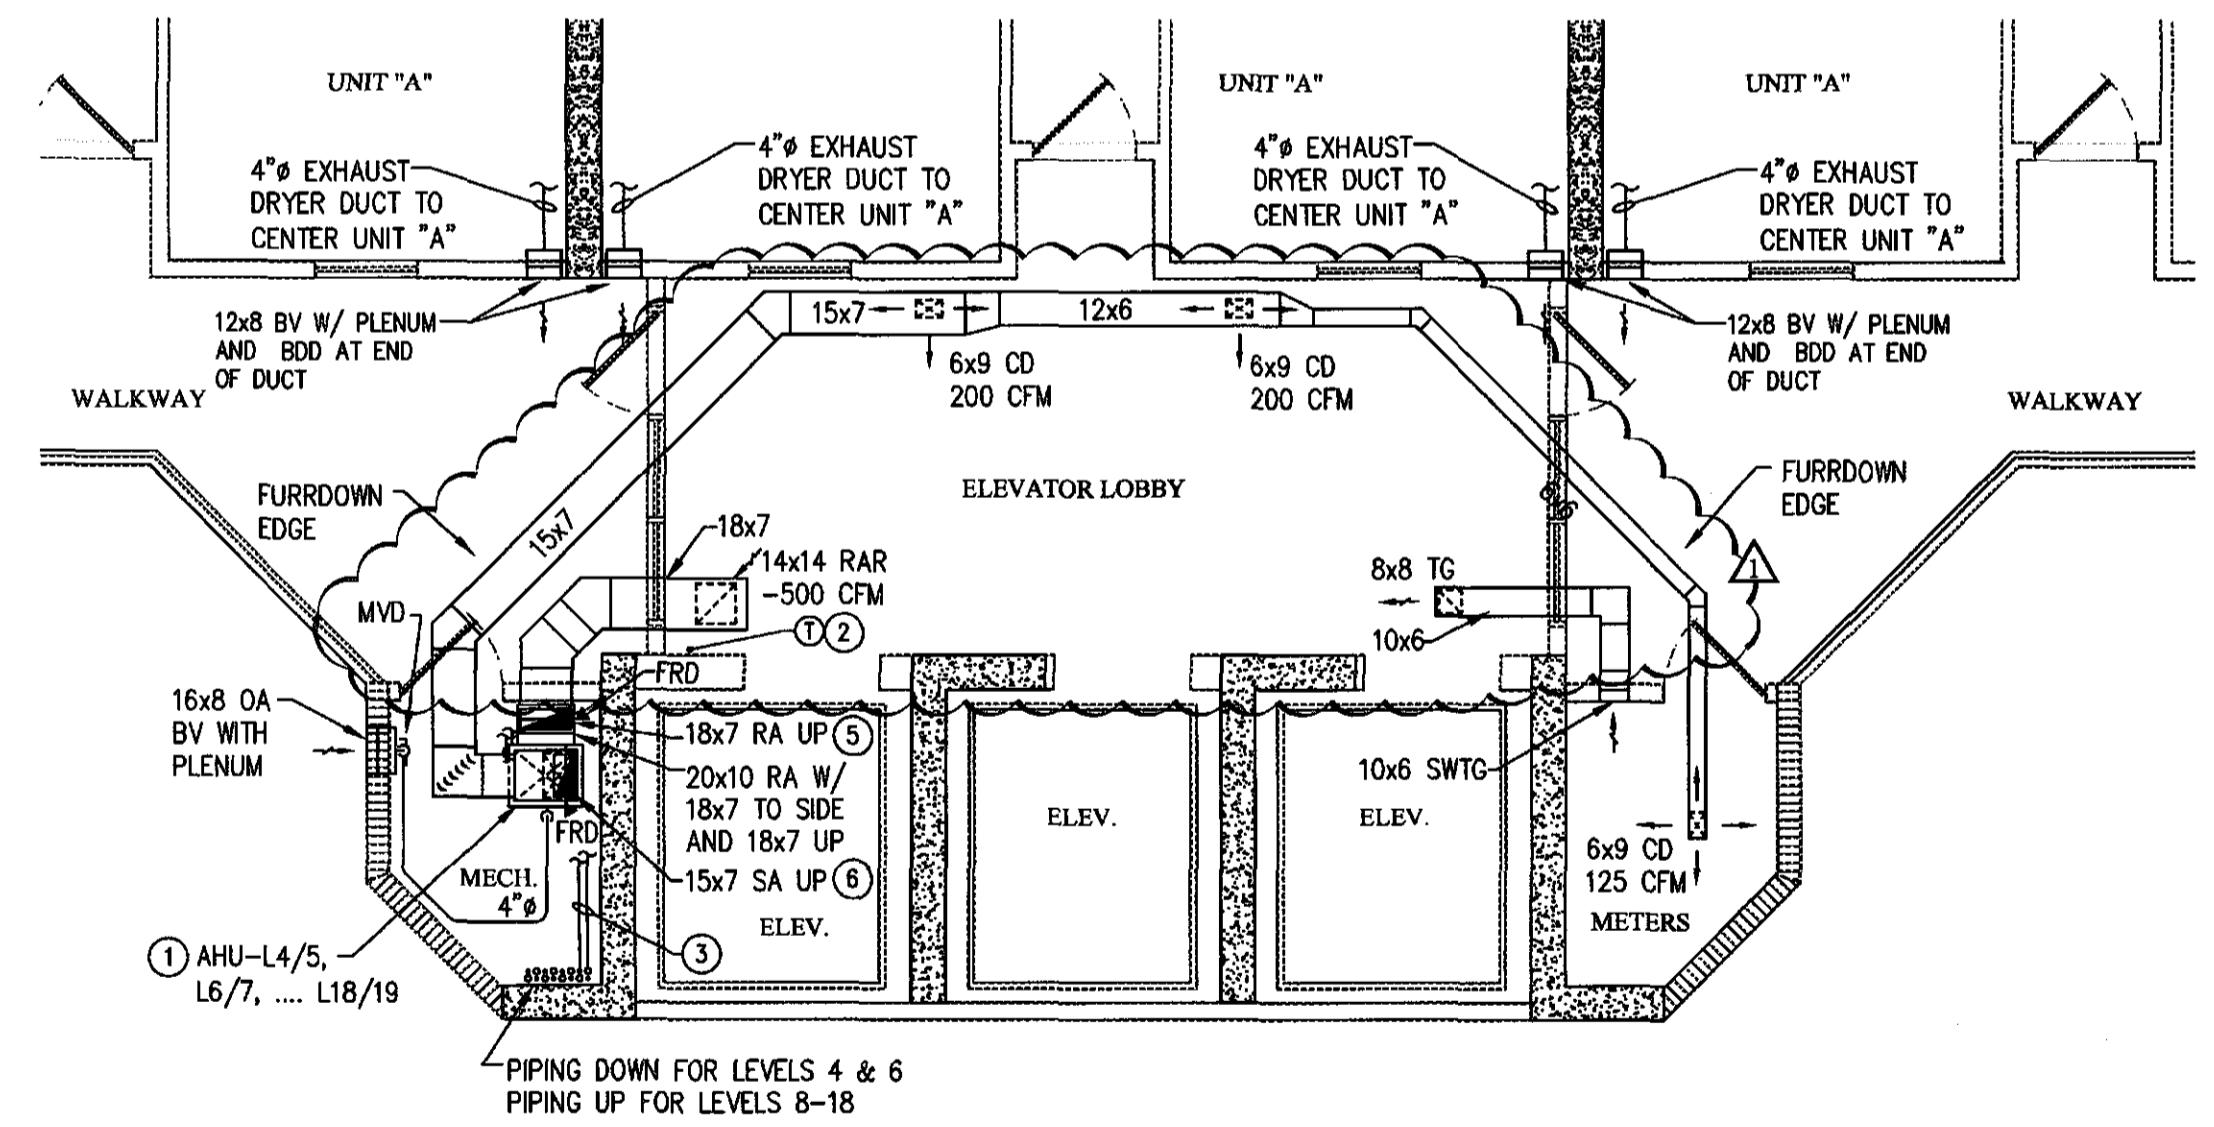 UNIT "A"
UNIT "A"
UNIT "A"
4"ø EXHAUST
DRYER DUCT TO
CENTER UNIT "A"
4"ø EXHAUST
DRYER DUCT TO
CENTER UNIT "A"
4"ø EXHAUST
DRYER DUCT TO
CENTER UNIT "A"
4"ø EXHAUST
DRYER DUCT TO
CENTER UNIT "A"
12x8 BV W/ PLENUM
AND BDD AT END
OF DUCT
15x7
12x6
12x8 BV W/ PLENUM
AND BDD AT END
OF DUCT
6x9 CD
200 CFM
6x9 CD
200 CFM
WALKWAY
WALKWAY
FURRDOWN
EDGE
15x7
ELEVATOR LOBBY
6x6
FURRDOWN
EDGE
18x7
14x14 RAR
-500 CFM
8x8 TG
1
MVD
T 2
10x6
FRD
16x8 OA
BV WITH
PLENUM
18x7 RA UP 5
20x10 RA W/
18x7 TO SIDE
AND 18x7 UP
10x6 SWTG
FRD
ELEV.
ELEV.
15x7 SA UP 6
6x9 CD
125 CFM
MECH.
4"ø
ELEV.
METERS
3
1 AHU-L4/5,
L6/7, .... L18/19
PIPING DOWN FOR LEVELS 4 & 6
PIPING UP FOR LEVELS 8-18